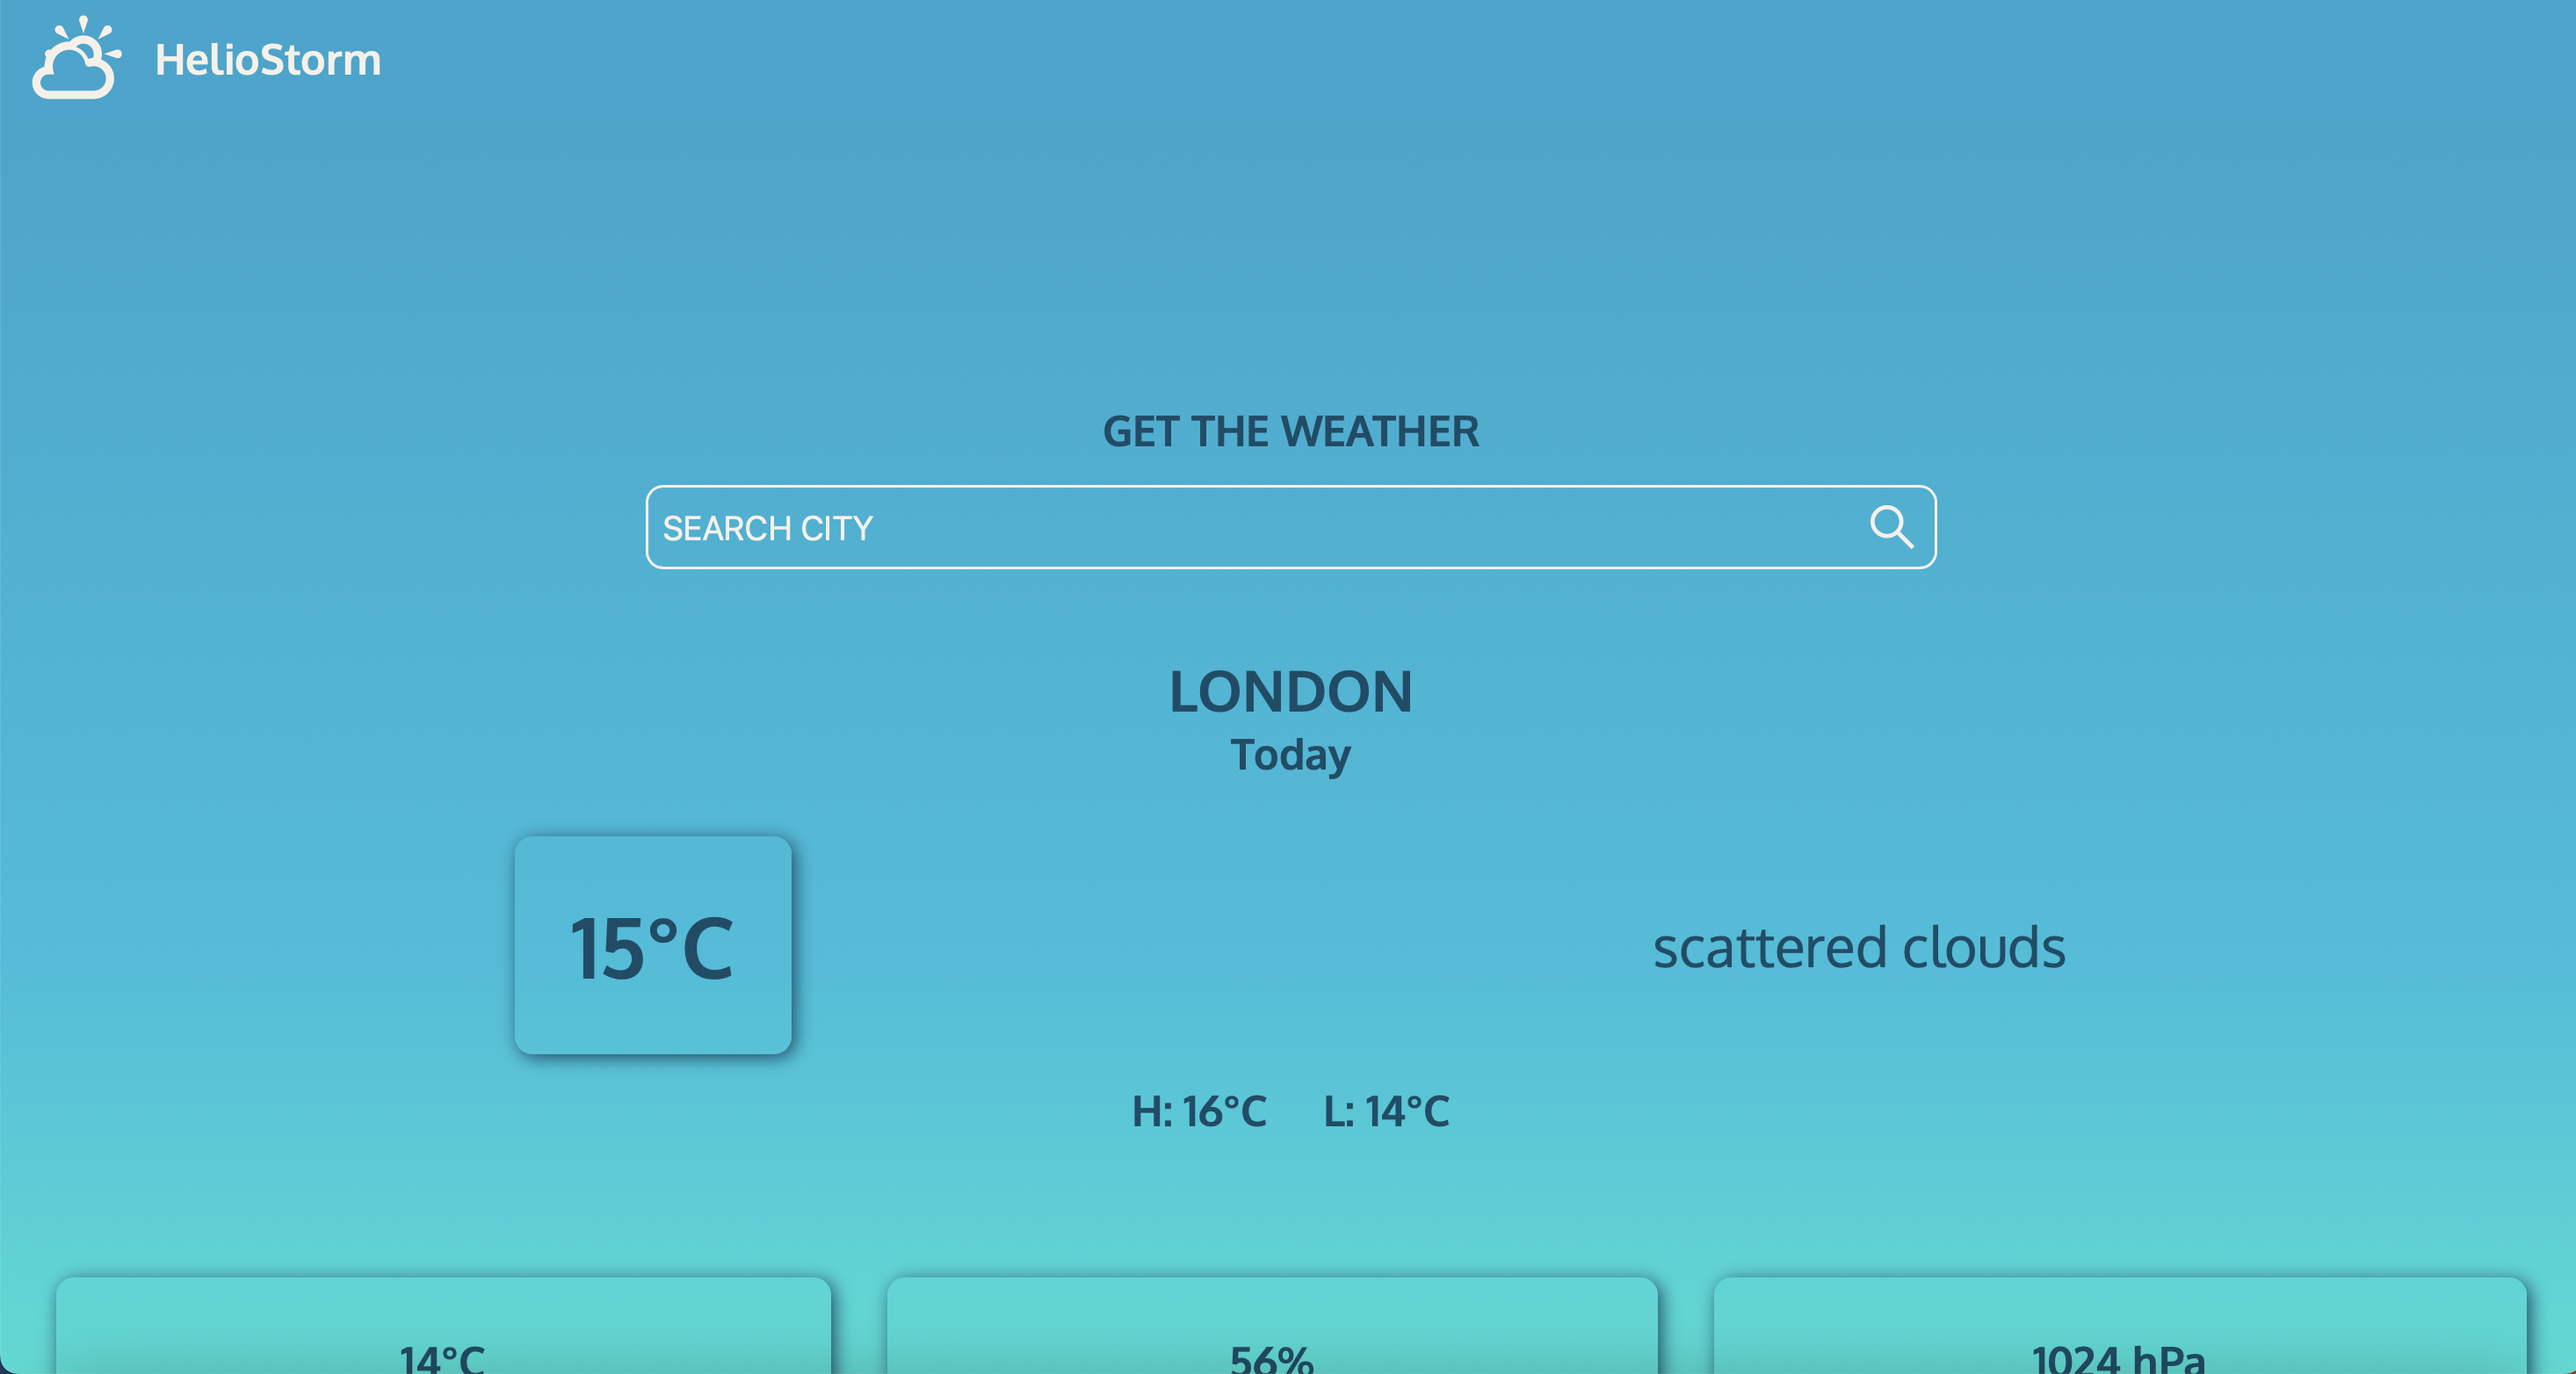 HelioStorm
GET THE WEATHER
SEARCH CITY
LONDON
Today
15°C
scattered clouds
H: 16°C L: 14°C
14°C 56% 1024 hPa